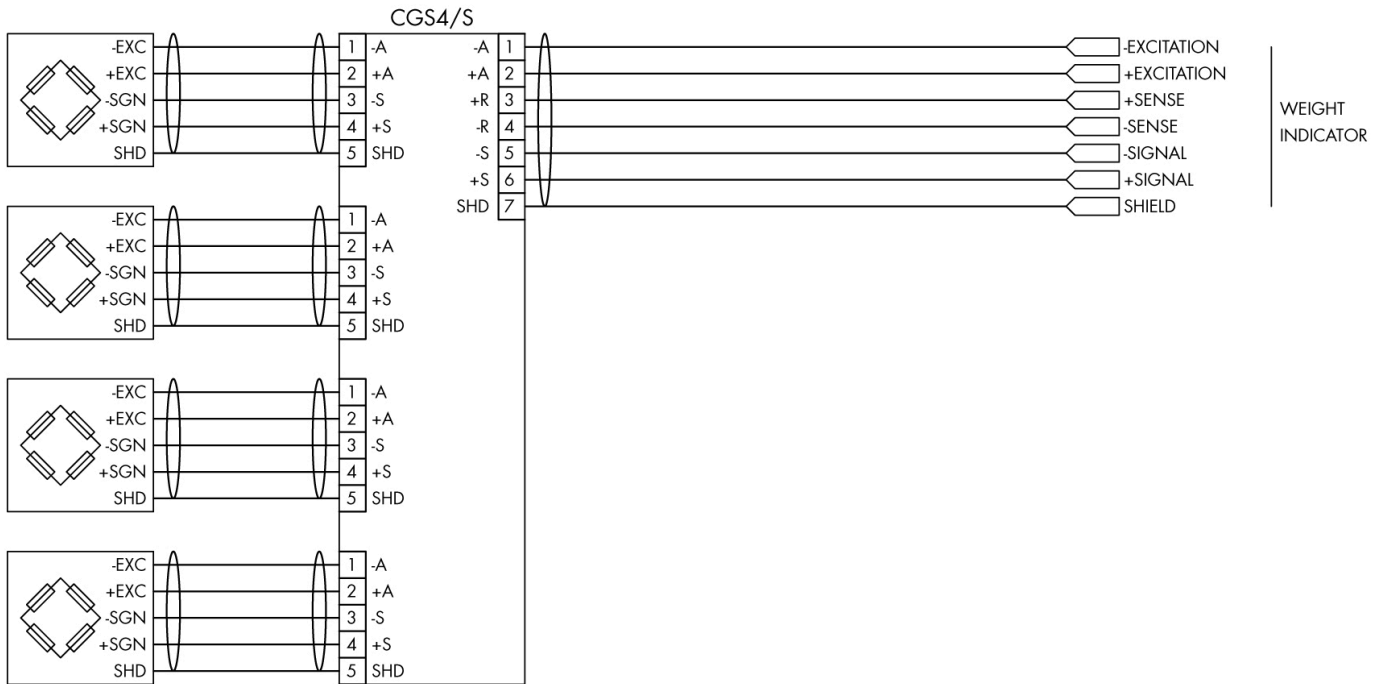 CGS4/S
-EXC 1 -A
+EXC 2 +A
-SGN 3 -S
+SGN 4 +S
SHD 5 SHD
-A 1 -EXCITATION
+A 2 +EXCITATION
+R 3 +SENSE
-R 4 -SENSE
-S 5 -SIGNAL
+S 6 +SIGNAL
SHD 7 SHIELD
WEIGHT
INDICATOR
-EXC 1 -A
+EXC 2 +A
-SGN 3 -S
+SGN 4 +S
SHD 5 SHD
-EXC 1 -A
+EXC 2 +A
-SGN 3 -S
+SGN 4 +S
SHD 5 SHD
-EXC 1 -A
+EXC 2 +A
-SGN 3 -S
+SGN 4 +S
SHD 5 SHD